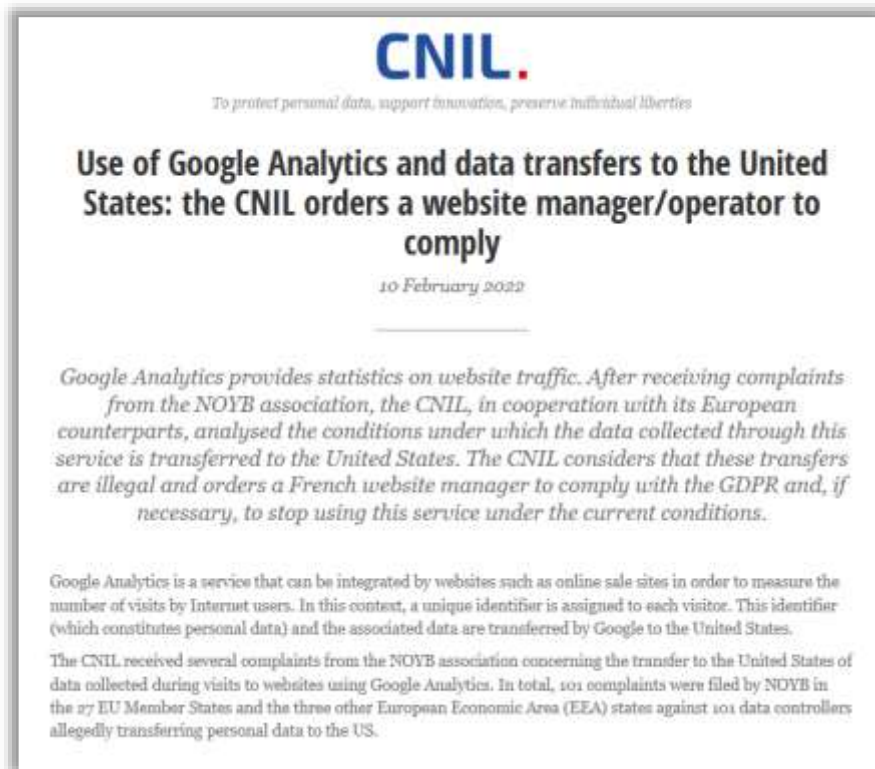 CNIL.
To protect personal data, support innovation, preserve individual liberties
Use of Google Analytics and data transfers to the United
States: the CNIL orders a website manager/operator to
comply
10 February 2022
Google Analytics provides statistics on website traffic. After receiving complaints
from the NOYB association, the CNIL, in cooperation with its European
counterparts, analysed the conditions under which the data collected through this
service is transferred to the United States. The CNIL considers that these transfers
are illegal and orders a French website manager to comply with the GDPR and, if
necessary, to stop using this service under the current conditions.
Google Analytics is a service that can be integrated by websites such as online sale sites in order to measure the
number of visits by Internet users. In this context, a unique identifier is assigned to each visitor. This identifier
(which constitutes personal data) and the associated data are transferred by Google to the United States.
The CNIL received several complaints from the NOYB association concerning the transfer to the United States of
data collected during visits to websites using Google Analytics. In total, 101 complaints were filed by NOYB in
the 27 EU Member States and the three other European Economic Area (EEA) states against 101 data controllers
allegedly transferring personal data to the US.